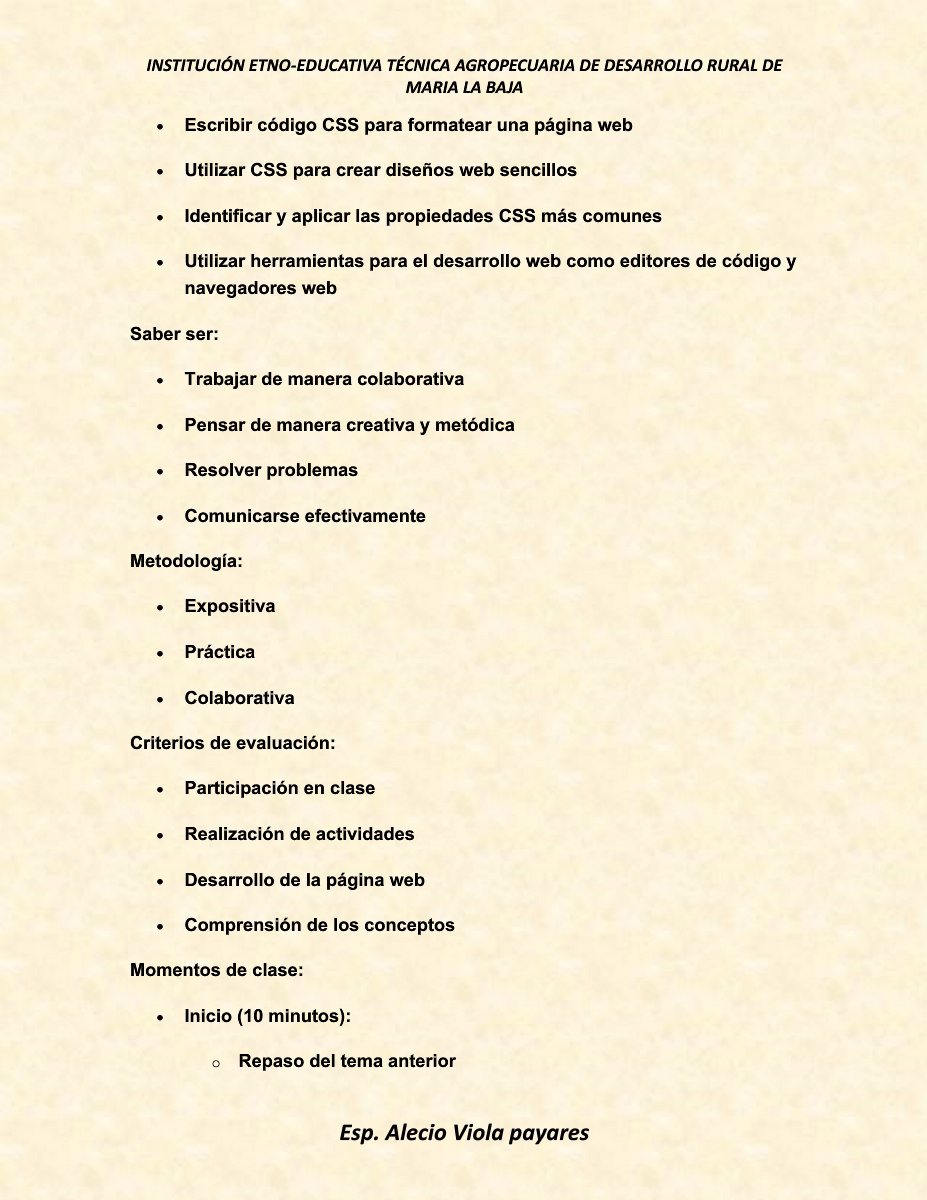 INSTITUCIÓN ETNO-EDUCATIVA TÉCNICA AGROPECUARIA DE DESARROLLO RURAL DE
MARIA LA BAJA
• Escribir código CSS para formatear una página web
• Utilizar CSS para crear diseños web sencillos
• Identificar y aplicar las propiedades CSS más comunes
• Utilizar herramientas para el desarrollo web como editores de código y
navegadores web
Saber ser:
• Trabajar de manera colaborativa
• Pensar de manera creativa y metódica
• Resolver problemas
• Comunicarse efectivamente
Metodología:
• Expositiva
• Práctica
• Colaborativa
Criterios de evaluación:
• Participación en clase
• Realización de actividades
• Desarrollo de la página web
• Comprensión de los conceptos
Momentos de clase:
• Inicio (10 minutos):
○ Repaso del tema anterior
Esp. Alecio Viola payares